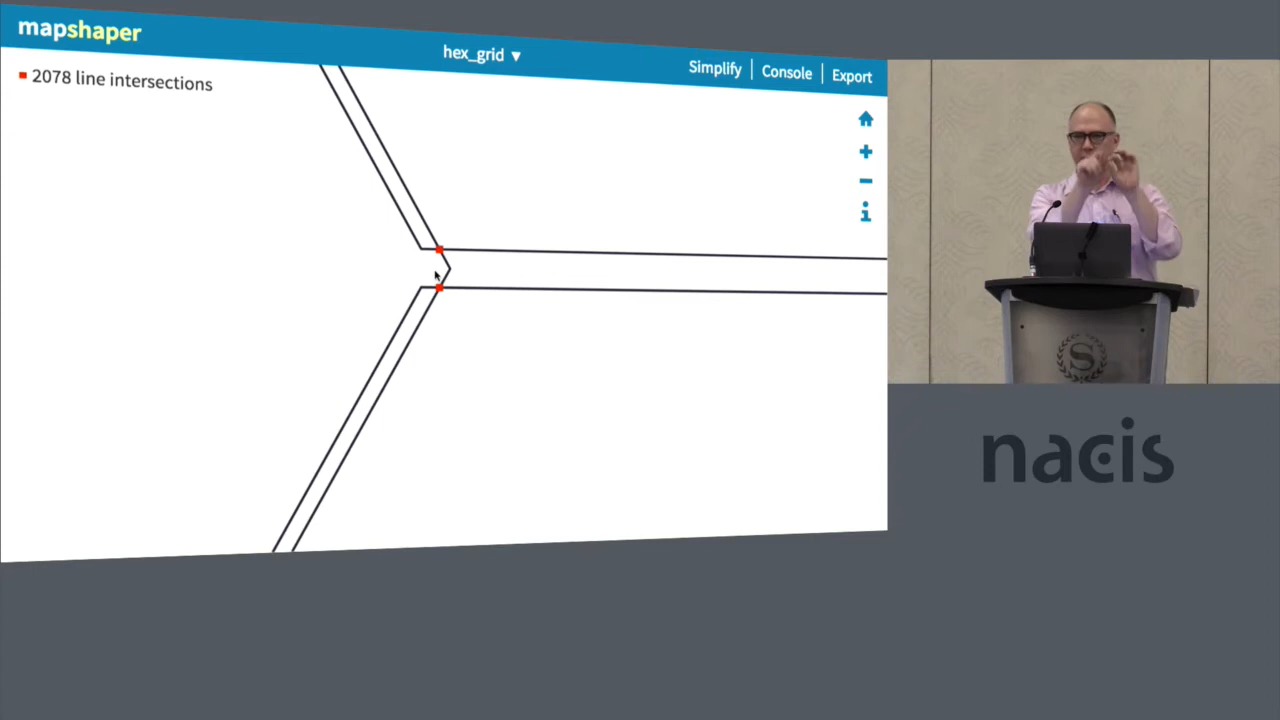 mapshaper
hex_grid ▼
Simplify | Console | Export
2078 line intersections
S
nacis